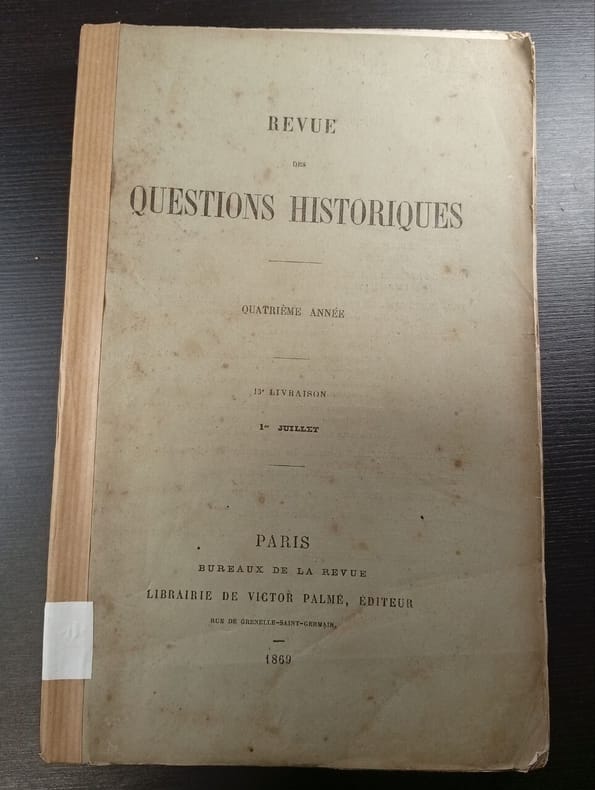 REVUE
DES
QUESTIONS HISTORIQUES
QUATRIÈME ANNÉE
13e LIVRAISON
1er JUILLET
PARIS
BUREAUX DE LA REVUE
LIBRAIRIE DE VICTOR PALMÉ, ÉDITEUR
RUE DE GRENELLE-SAINT-GERMAIN,
1869